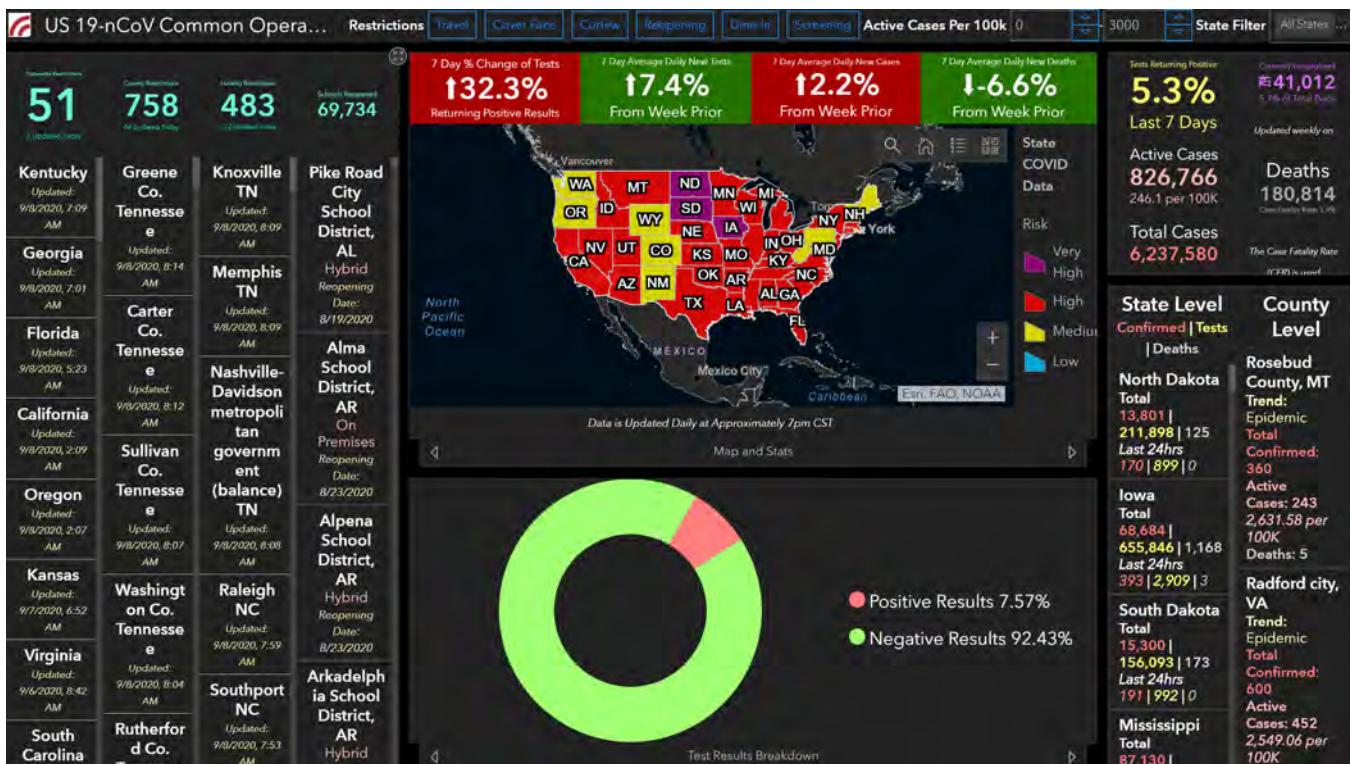 US 19-nCoV Common Opera...
Restrictions
Travel
Cover Face
Curfew
Reopening
Dine In
Screening
Active Cases Per 100k
0
-
3000
State Filter
All States
...
51
758
483
Schools Reopened
69,734
Kentucky
Updated:
9/8/2020, 7:09
AM
Georgia
Updated:
9/8/2020, 7:01
AM
Florida
Updated:
9/8/2020, 5:23
AM
California
Updated:
9/8/2020, 2:09
AM
Oregon
Updated:
9/8/2020, 2:07
AM
Kansas
Updated:
9/7/2020, 6:52
AM
Virginia
Updated:
9/6/2020, 8:42
AM
South
Carolina
Greene
Co.
Tennesse
e
Updated:
9/8/2020, 8:14
AM
Carter
Co.
Tennesse
e
Updated:
9/8/2020, 8:12
AM
Sullivan
Co.
Tennesse
e
Updated:
9/8/2020, 8:07
AM
Washingt
on Co.
Tennesse
e
Updated:
9/8/2020, 8:04
AM
Rutherfor
d Co.
Knoxville
TN
Updated:
9/8/2020, 8:09
AM
Memphis
TN
Updated:
9/8/2020, 8:09
AM
Nashville-
Davidson
metropoli
tan
governm
ent
(balance)
TN
Updated:
9/8/2020, 8:08
AM
Raleigh
NC
Updated:
9/8/2020, 7:59
AM
Southport
NC
Updated:
9/8/2020, 7:53
AM
Pike Road
City
School
District,
AL
Hybrid
Reopening
Date:
8/19/2020
Alma
School
District,
AR
On
Premises
Reopening
Date:
8/23/2020
Alpena
School
District,
AR
Hybrid
Reopening
Date:
8/23/2020
Arkadelph
ia School
District,
AR
Hybrid
7 Day % Change of Tests
⬆32.3%
Returning Positive Results
7 Day Average Daily New Tests
⬆7.4%
From Week Prior
7 Day Average Daily New Cases
⬆2.2%
From Week Prior
7 Day Average Daily New Deaths
⬇-6.6%
From Week Prior
Vancouver
WA
MT
ND
MN
MI
OR
ID
WY
SD
WI
NY
NH
York
NE
IA
NV
UT
CO
KS
MO
IN
OH
MD
CA
KY
AZ
NM
OK
AR
NC
TX
LA
AL
GA
FL
North
Pacific
Ocean
MÉXICO
Mexico City
Caribbean
Esri, FAO, NOAA
State
COVID
Data
Risk
Very
High
High
Medium
Low
+
−
Data is Updated Daily at Approximately 7pm CST
Map and Stats
Positive Results 7.57%
Negative Results 92.43%
Test Results Breakdown
Tests Returning Positive
5.3%
Last 7 Days
Active Cases
826,766
246.1 per 100K
Total Cases
6,237,580
Currently Hospitalized
41,012
Updated weekly on
Deaths
180,814
The Case Fatality Rate
(CFR) is used
State Level
Confirmed | Tests
| Deaths
North Dakota
Total
13,801 |
211,898 | 125
Last 24hrs
170 | 899 | 0
Iowa
Total
68,684 |
655,846 | 1,168
Last 24hrs
393 | 2,909 | 3
South Dakota
Total
15,300 |
156,093 | 173
Last 24hrs
191 | 992 | 0
Mississippi
Total
87,130 |
County
Level
Rosebud
County, MT
Trend:
Epidemic
Total
Confirmed:
360
Active
Cases: 243
2,631.58 per
100K
Deaths: 5
Radford city,
VA
Trend:
Epidemic
Total
Confirmed:
600
Active
Cases: 452
2,549.06 per
100K